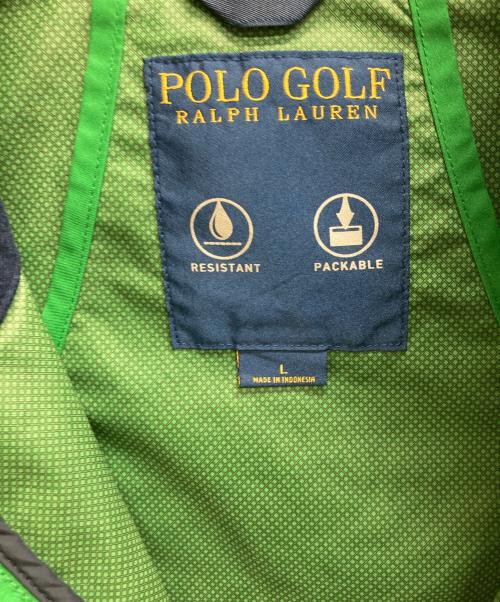 POLO GOLF
RALPH LAUREN
RESISTANT
PACKABLE
L
MADE IN INDONESIA